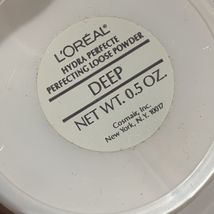 L'ORÉAL
HYDRA PERFECTE
PERFECTING LOOSE POWDER
DEEP
NET WT. 0.5 OZ.
Cosmair, Inc.
New York, N.Y. 10017